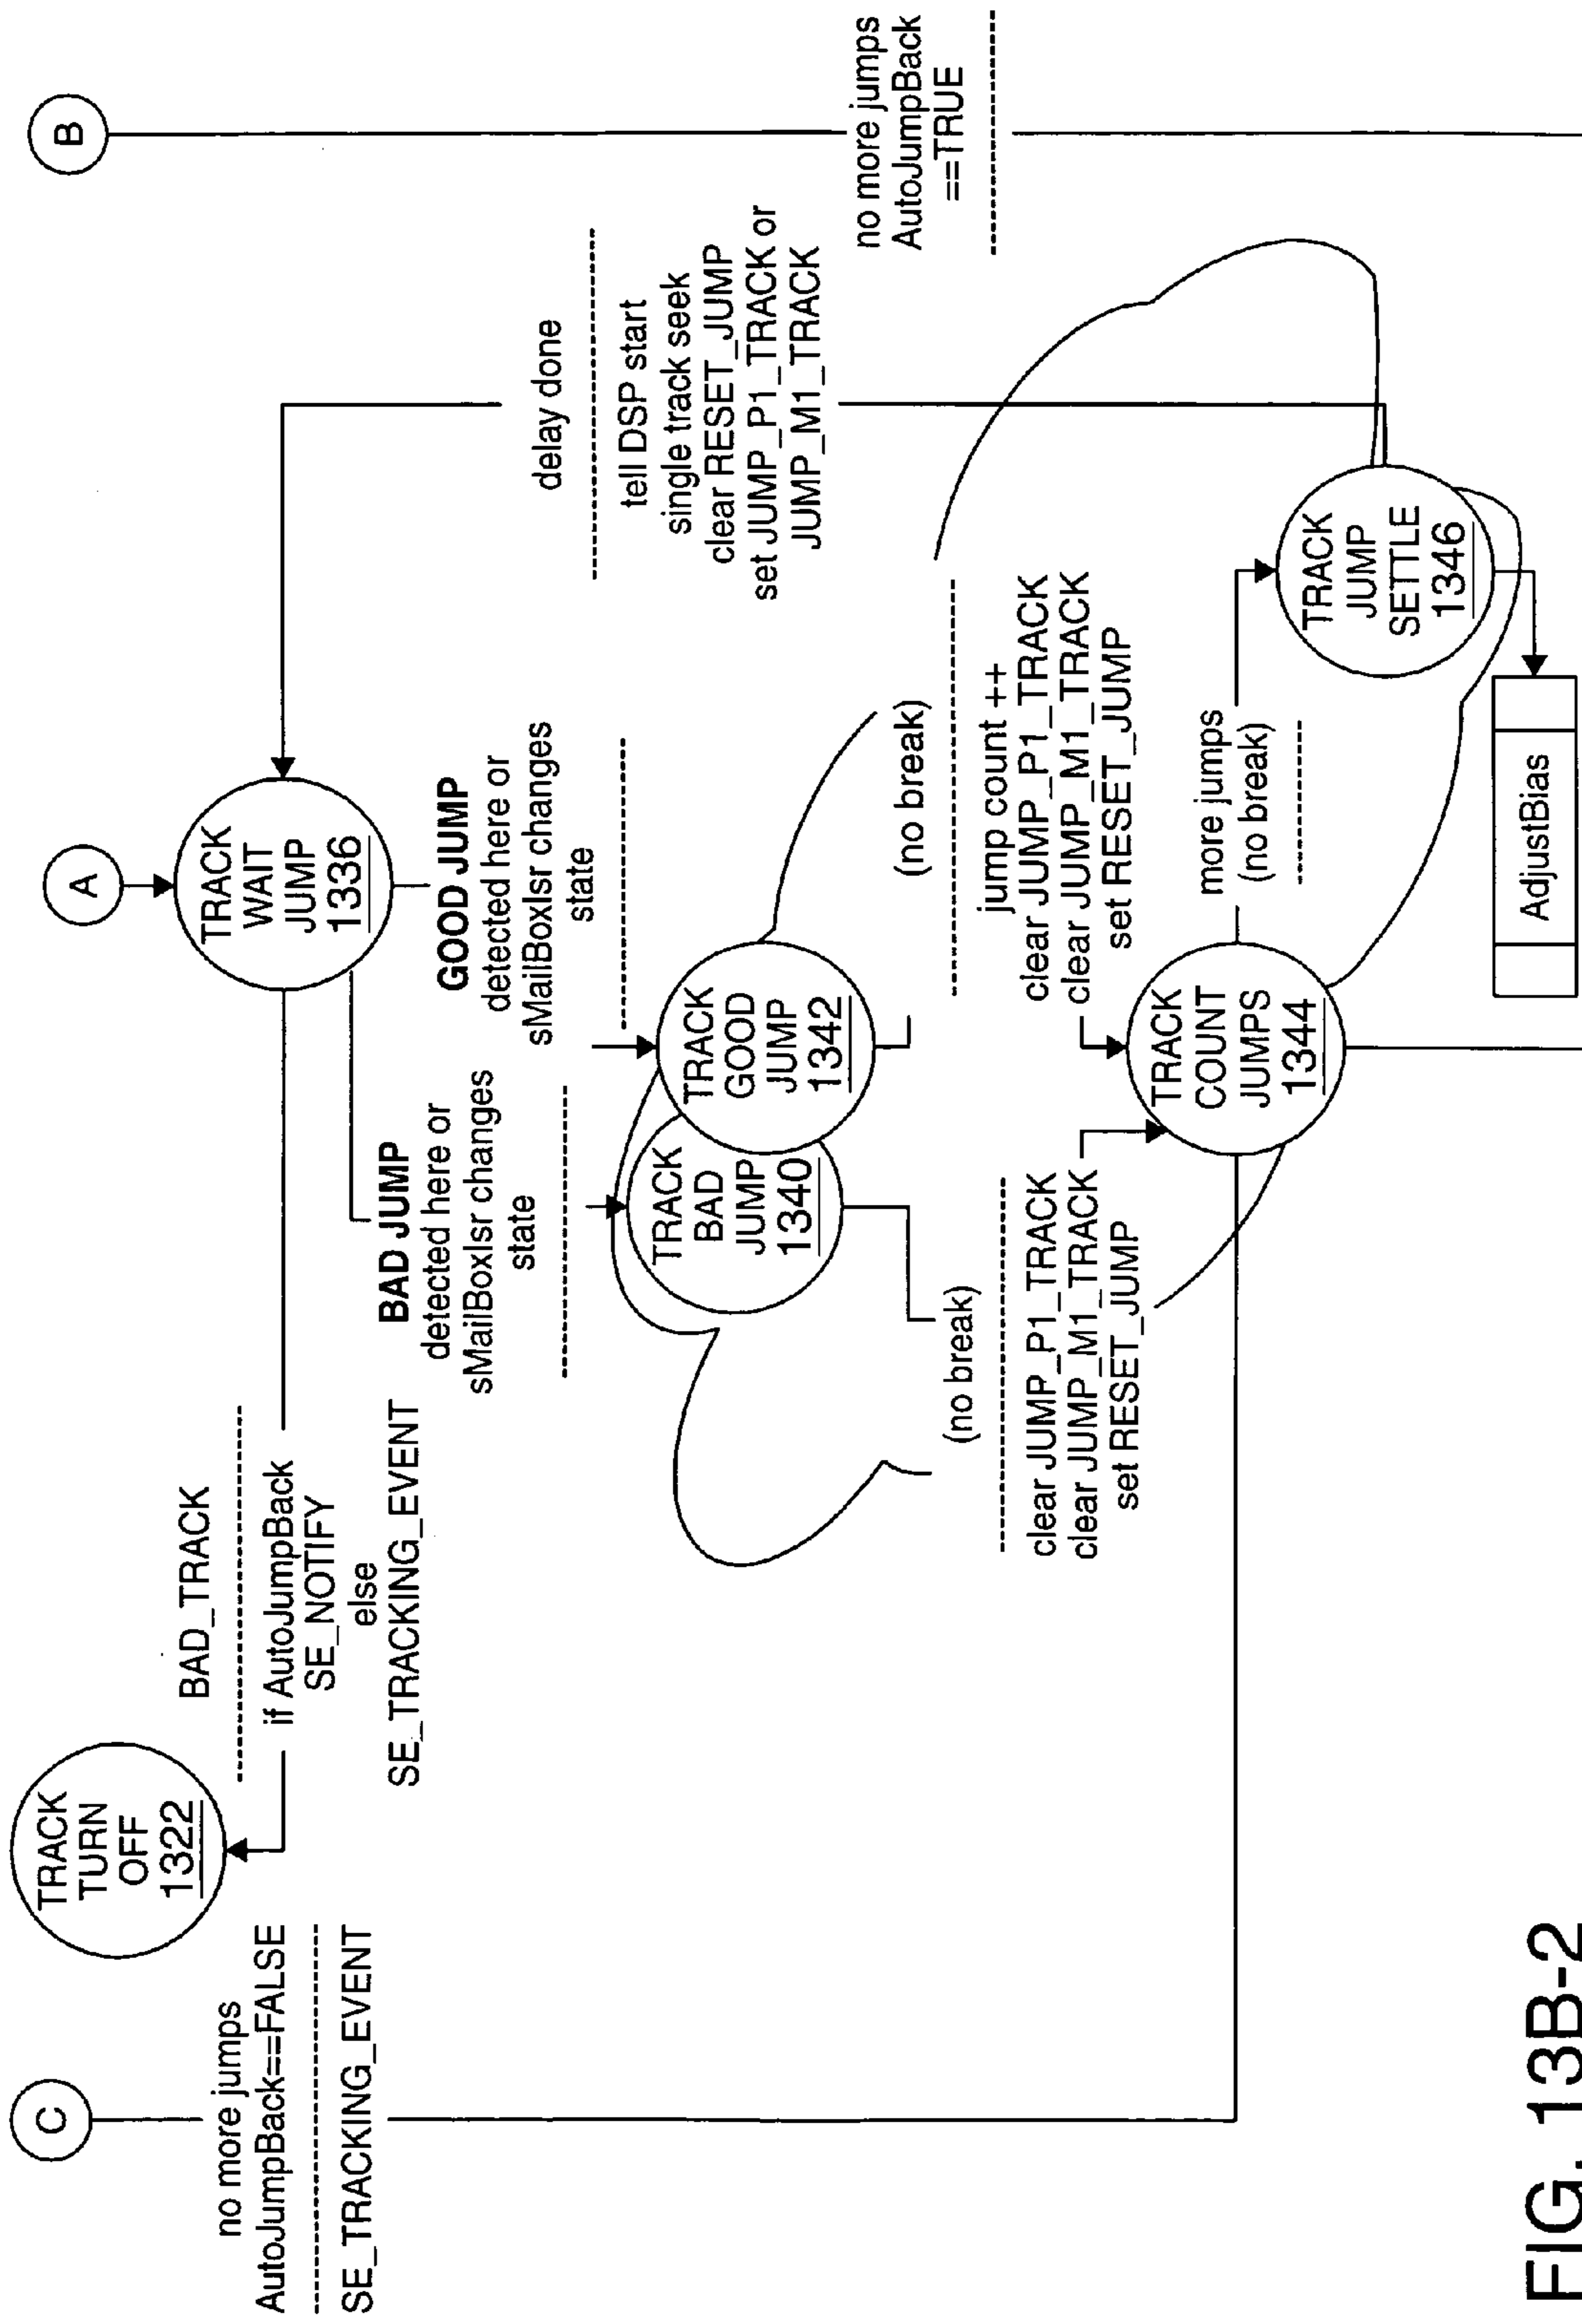 C
no more jumps
AutoJumpBack==FALSE
SE_TRACKING_EVENT
TRACK
TURN
OFF
1322
BAD_TRACK
if AutoJumpBack
SE_NOTIFY
else
SE_TRACKING_EVENT
A
TRACK
WAIT
JUMP
1336
B
no more jumps
AutoJumpBack
==TRUE
delay done
tell DSP start
single track seek
clear RESET_JUMP
set JUMP_P1_TRACK or
JUMP_M1_TRACK
BAD JUMP
detected here or
sMailBoxIsr changes
state
GOOD JUMP
detected here or
sMailBoxIsr changes
state
TRACK
BAD
JUMP
1340
TRACK
GOOD
JUMP
1342
(no break)
clear JUMP_P1_TRACK
clear JUMP_M1_TRACK
set RESET_JUMP
(no break)
jump count ++
clear JUMP_P1_TRACK
clear JUMP_M1_TRACK
set RESET_JUMP
TRACK
COUNT
JUMPS
1344
more jumps
(no break)
TRACK
JUMP
SETTLE
1346
AdjustBias
FIG. 13B-2